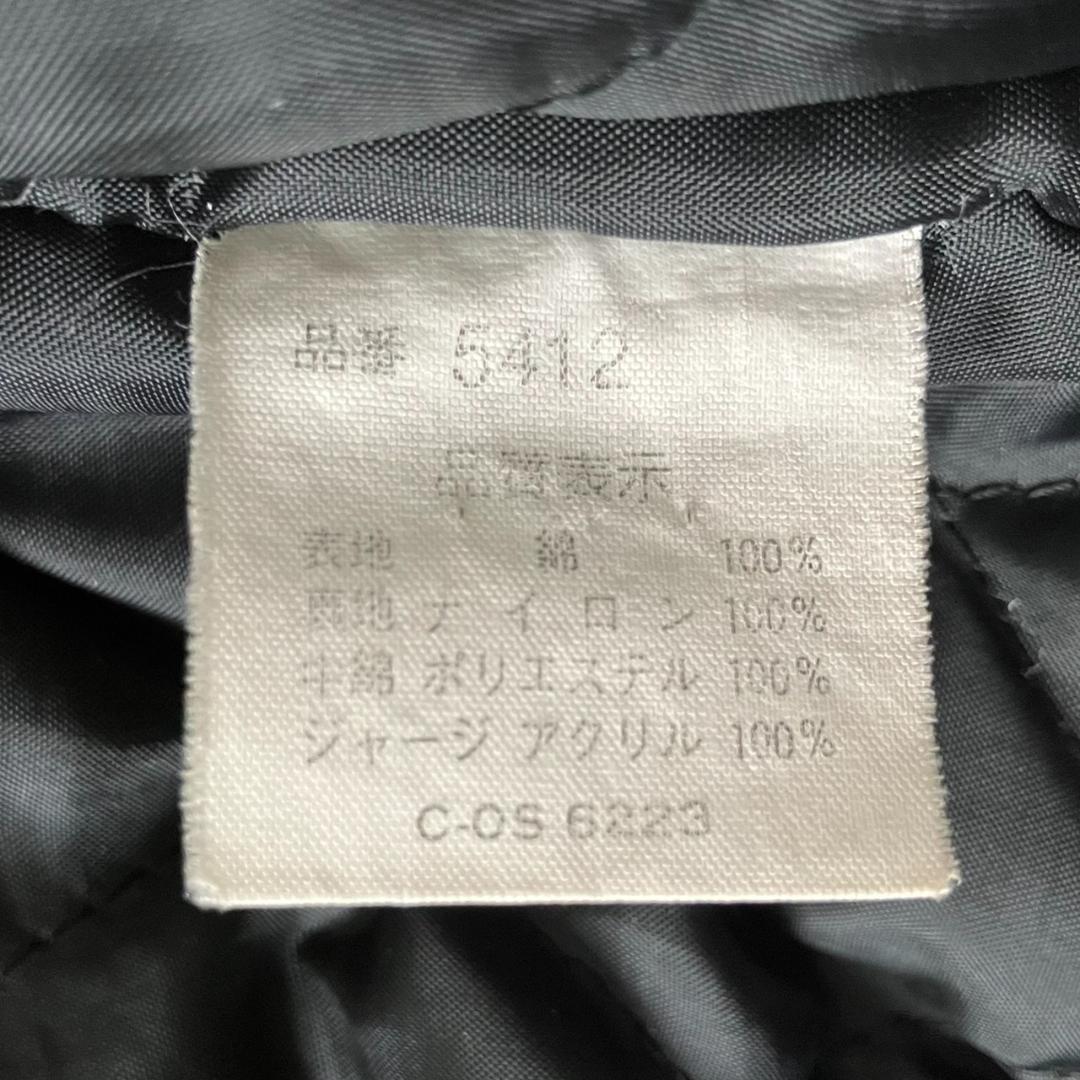 品番 5412
品質表示
表地 綿 100%
裏地 ナイロン 100%
中綿 ポリエステル 100%
ジャージ アクリル 100%
C-OS 6223